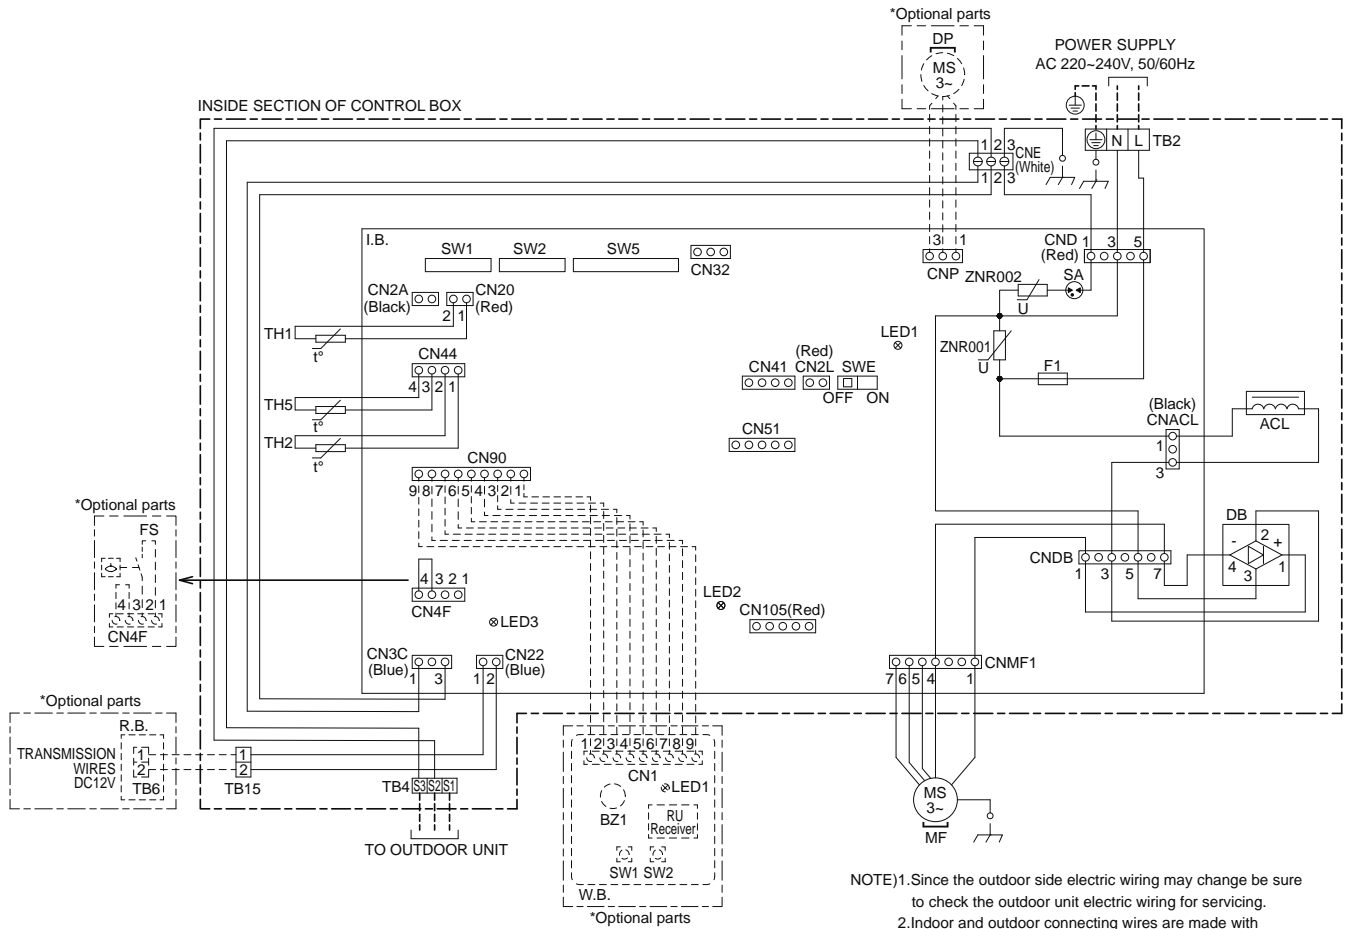 *Optional parts
DP
MS
3~
POWER SUPPLY
AC 220~240V, 50/60Hz
INSIDE SECTION OF CONTROL BOX
1 2 3
CNE
(White)
1 2 3
N L TB2
I.B.
SW1 SW2 SW5
CN32
3 1
CNP
CND
(Red)
1 3 5
ZNR002
U
SA
CN2A
(Black)
CN20
(Red)
2 1
TH1
t°
LED1
ZNR001
U
F1
CN44
4 3 2 1
(Red)
CN41 CN2L SWE
OFF ON
TH5
t°
(Black)
CNACL
1
3
ACL
CN51
TH2
t°
CN90
9 8 7 6 5 4 3 2 1
*Optional parts
FS
4 3 2 1
CN4F
DB
- 2 +
4 3 1
CNDB
1 3 5 7
4 3 2 1
CN4F
LED2
CN105(Red)
LED3
CN3C
(Blue)
1 3
CN22
(Blue)
1 2
CNMF1
7 6 5 4 1
*Optional parts
R.B.
TRANSMISSION
WIRES
DC12V
1
2
TB6
1
2
TB15
TB4 S3 S2 S1
TO OUTDOOR UNIT
1 2 3 4 5 6 7 8 9
CN1
LED1
BZ1
RU
Receiver
SW1 SW2
W.B.
*Optional parts
MS
3~
MF
NOTE)1.Since the outdoor side electric wiring may change be sure
to check the outdoor unit electric wiring for servicing.
2.Indoor and outdoor connecting wires are made with